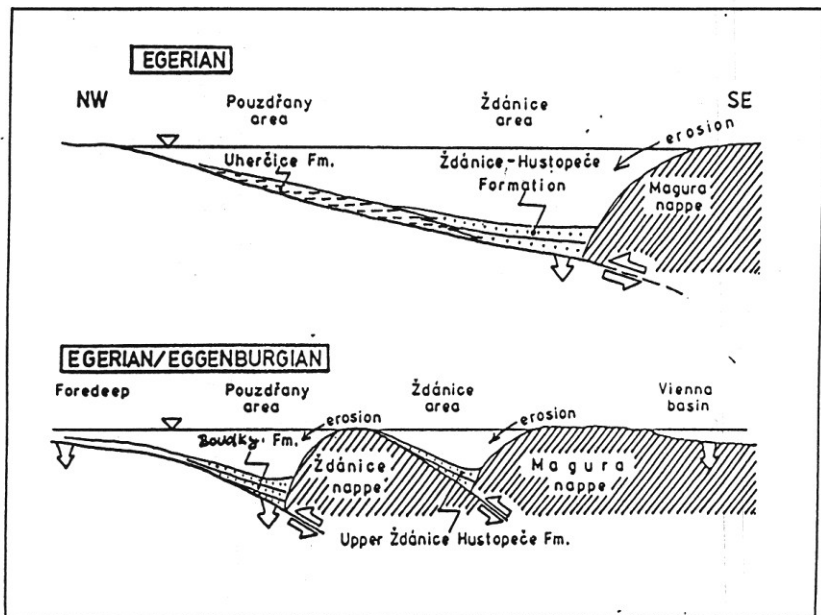 EGERIAN
NW
Pouzdřany
area
Ždánice
area
SE
erosion
Uherčice Fm.
Ždánice-Hustopeče
Formation
Magura
nappe
EGERIAN/EGGENBURGIAN
Foredeep
Pouzdřany
area
Ždánice
area
Vienna
basin
erosion
erosion
Boudky Fm.
Ždánice
nappe
Magura
nappe
Upper Ždánice Hustopeče Fm.